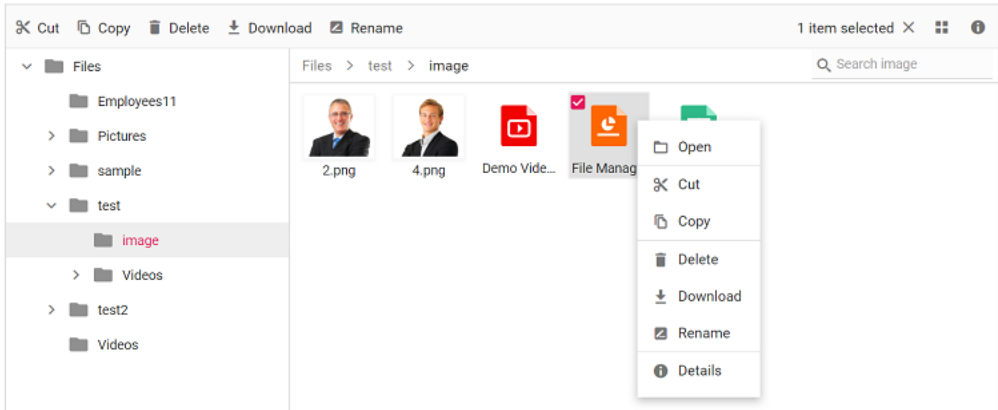 Cut Copy Delete Download Rename 1 item selected
Files
Employees11
Pictures
sample
test
image
Videos
test2
Videos
Files > test > image Search image
2.png 4.png Demo Vide... File Manag
Open
Cut
Copy
Delete
Download
Rename
Details